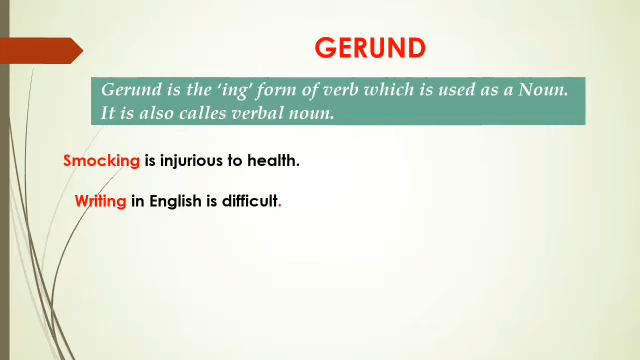 GERUND
Gerund is the ‘ing’ form of verb which is used as a Noun.
It is also calles verbal noun.
Smocking is injurious to health.
Writing in English is difficult.